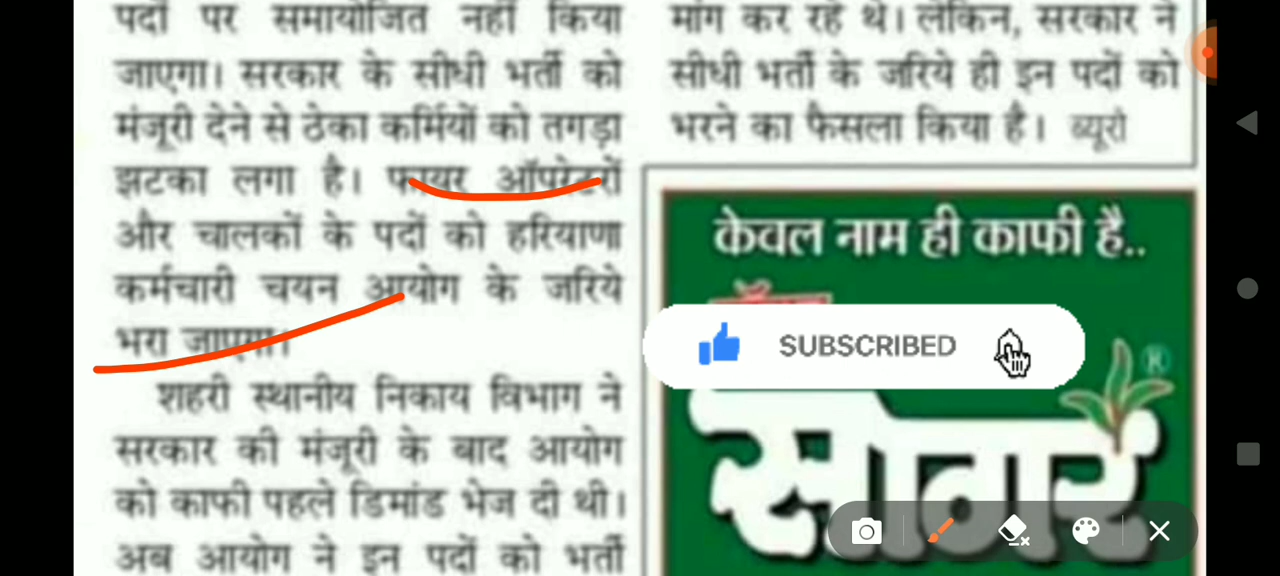 पदों पर समायोजित नहीं किया
जाएगा। सरकार के सीधी भर्ती को
मंजूरी देने से ठेका कर्मियों को तगड़ा
झटका लगा है। फायर ऑपरेटरों
और चालकों के पदों को हरियाणा
कर्मचारी चयन आयोग के जरिये
भरा जाएगा।
शहरी स्थानीय निकाय विभाग ने
सरकार की मंजूरी के बाद आयोग
को काफी पहले डिमांड भेज दी थी।
अब आयोग ने इन पदों को भर्ती
मांग कर रहे थे। लेकिन, सरकार ने
सीधी भर्ती के जरिये ही इन पदों को
भरने का फैसला किया है। ब्यूरो
केवल नाम ही काफी है..
SUBSCRIBED
®